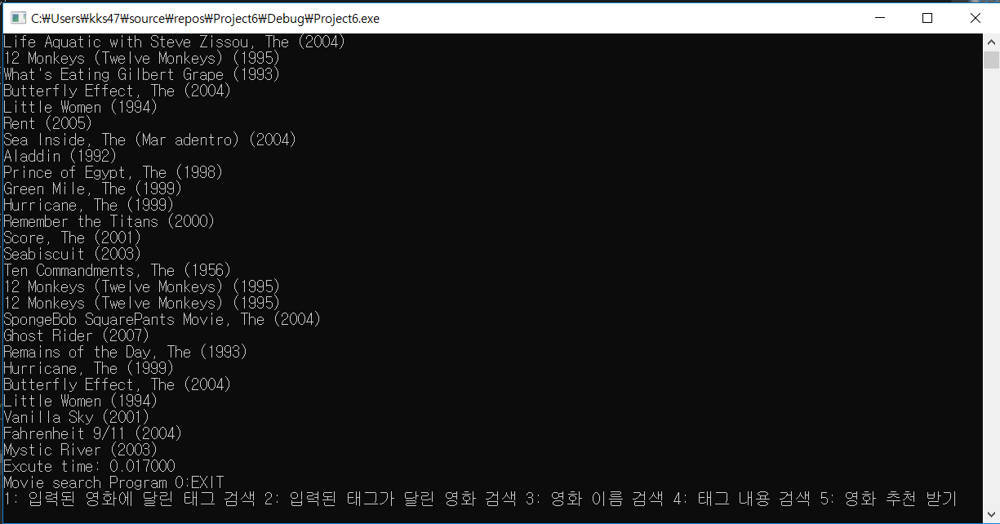 C:￦Users￦kks47￦source￦repos￦Project6￦Debug￦Project6.exe
Life Aquatic with Steve Zissou, The (2004)
12 Monkeys (Twelve Monkeys) (1995)
What's Eating Gilbert Grape (1993)
Butterfly Effect, The (2004)
Little Women (1994)
Rent (2005)
Sea Inside, The (Mar adentro) (2004)
Aladdin (1992)
Prince of Egypt, The (1998)
Green Mile, The (1999)
Hurricane, The (1999)
Remember the Titans (2000)
Score, The (2001)
Seabiscuit (2003)
Ten Commandments, The (1956)
12 Monkeys (Twelve Monkeys) (1995)
12 Monkeys (Twelve Monkeys) (1995)
SpongeBob SquarePants Movie, The (2004)
Ghost Rider (2007)
Remains of the Day, The (1993)
Hurricane, The (1999)
Butterfly Effect, The (2004)
Little Women (1994)
Vanilla Sky (2001)
Fahrenheit 9/11 (2004)
Mystic River (2003)
Excute time: 0.017000
Movie search Program 0:EXIT
1: 입력된 영화에 달린 태그 검색 2: 입력된 태그가 달린 영화 검색 3: 영화 이름 검색 4: 태그 내용 검색 5: 영화 추천 받기